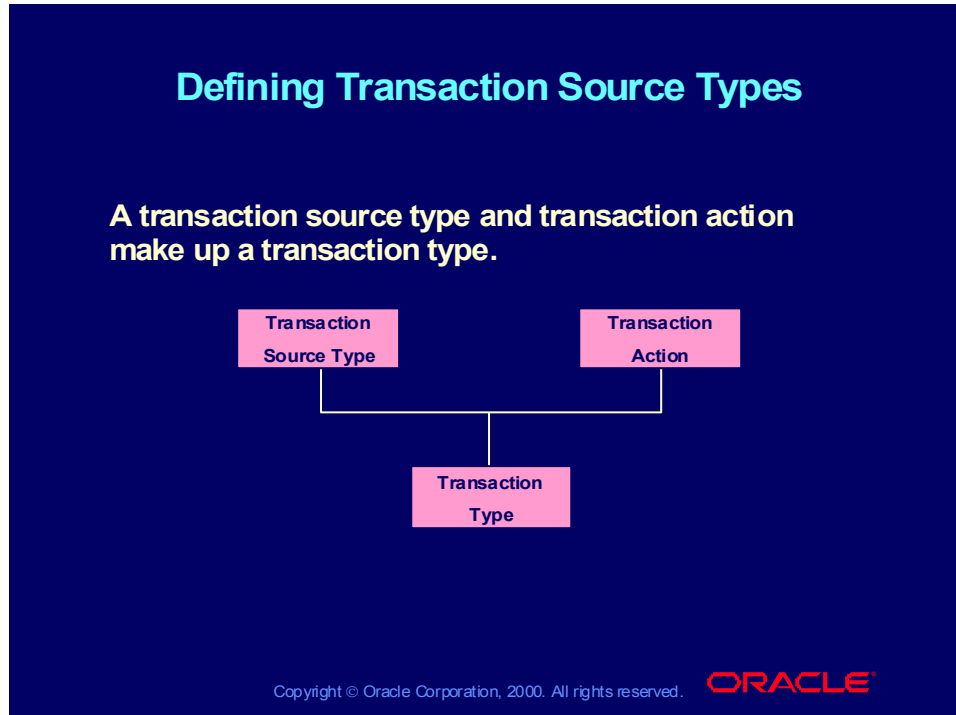 Defining Transaction Source Types
A transaction source type and transaction action
make up a transaction type.
Transaction
Source Type
Transaction
Action
Transaction
Type
Copyright © Oracle Corporation, 2000. All rights reserved.
ORACLE®